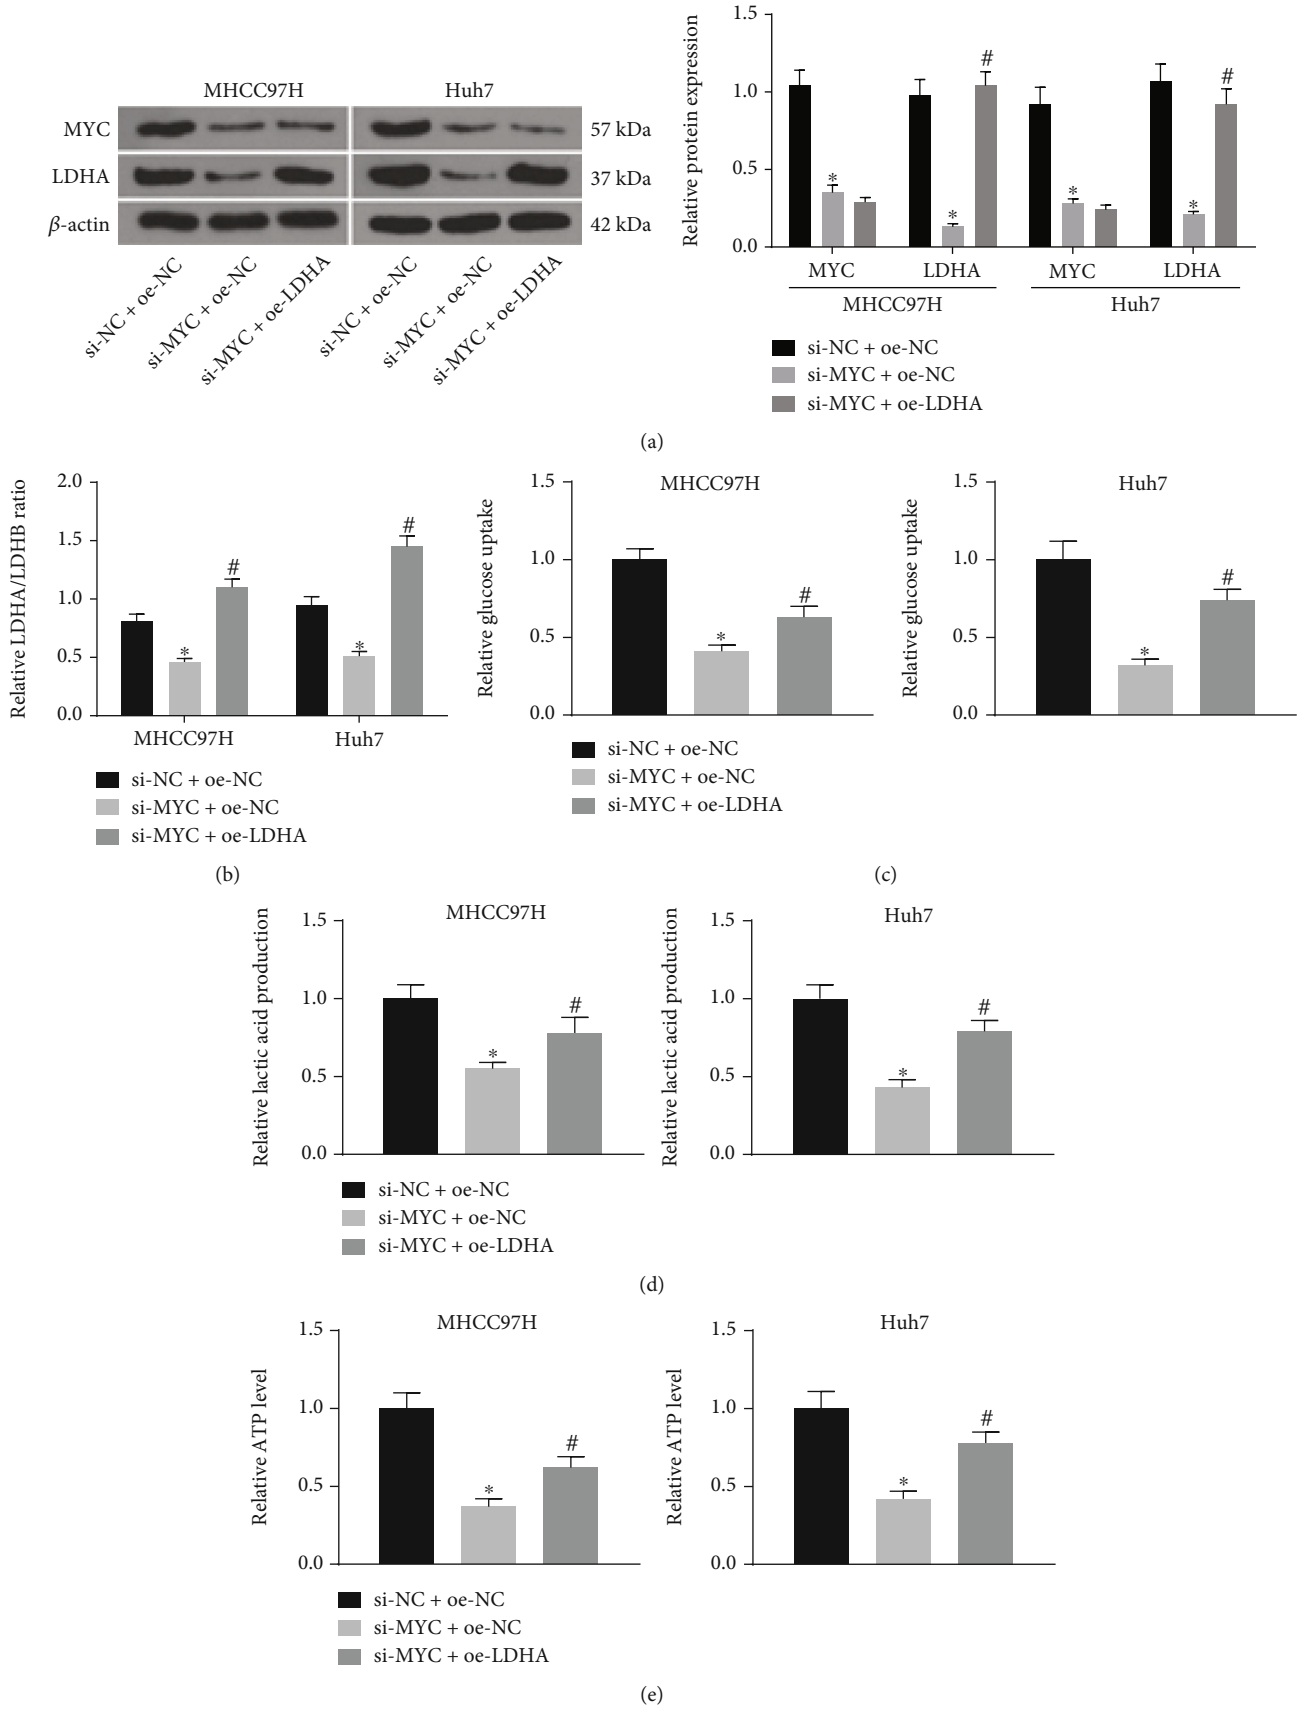 MHCC97H Huh7
MYC 57 kDa
LDHA 37 kDa
β-actin 42 kDa
si-NC + oe-NC
si-MYC + oe-NC
si-MYC + oe-LDHA
si-NC + oe-NC
si-MYC + oe-NC
si-MYC + oe-LDHA
Relative protein expression
1.5
1.0
0.5
0.0
* * # * * #
MYC LDHA MYC LDHA
MHCC97H Huh7
si-NC + oe-NC
si-MYC + oe-NC
si-MYC + oe-LDHA
(a)
Relative LDHA/LDHB ratio
2.0
1.5
1.0
0.5
0.0
* # * #
MHCC97H Huh7
si-NC + oe-NC
si-MYC + oe-NC
si-MYC + oe-LDHA
(b)
MHCC97H
Relative glucose uptake
1.5
1.0
0.5
0.0
* #
Huh7
Relative glucose uptake
1.5
1.0
0.5
0.0
* #
si-NC + oe-NC
si-MYC + oe-NC
si-MYC + oe-LDHA
(c)
MHCC97H
Relative lactic acid production
1.5
1.0
0.5
0.0
* #
Huh7
Relative lactic acid production
1.5
1.0
0.5
0.0
* #
si-NC + oe-NC
si-MYC + oe-NC
si-MYC + oe-LDHA
(d)
MHCC97H
Relative ATP level
1.5
1.0
0.5
0.0
* #
Huh7
Relative ATP level
1.5
1.0
0.5
0.0
* #
si-NC + oe-NC
si-MYC + oe-NC
si-MYC + oe-LDHA
(e)